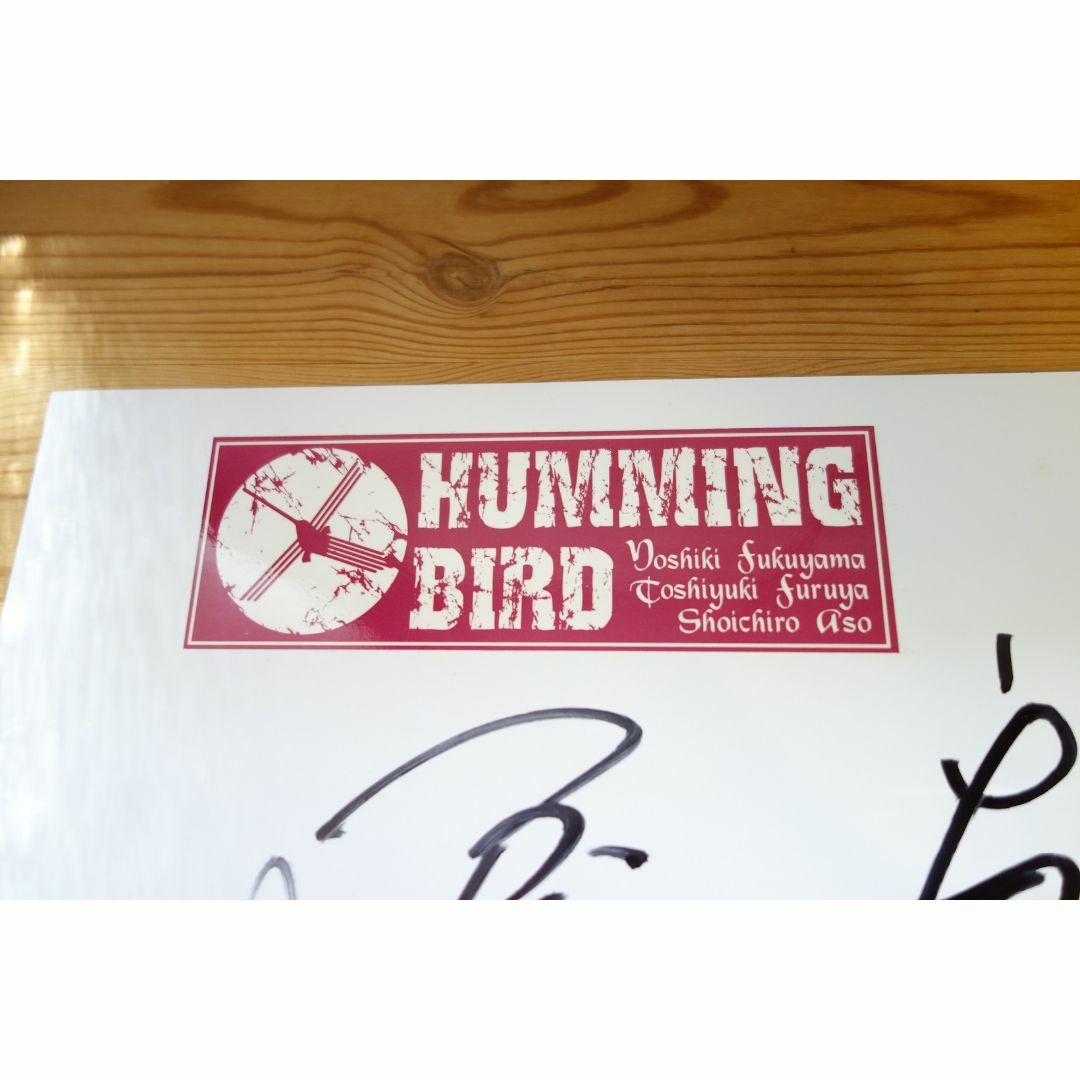 HUMMING
BIRD
Yoshiki Fukuyama
Toshiyuki Furuya
Shoichiro Aso